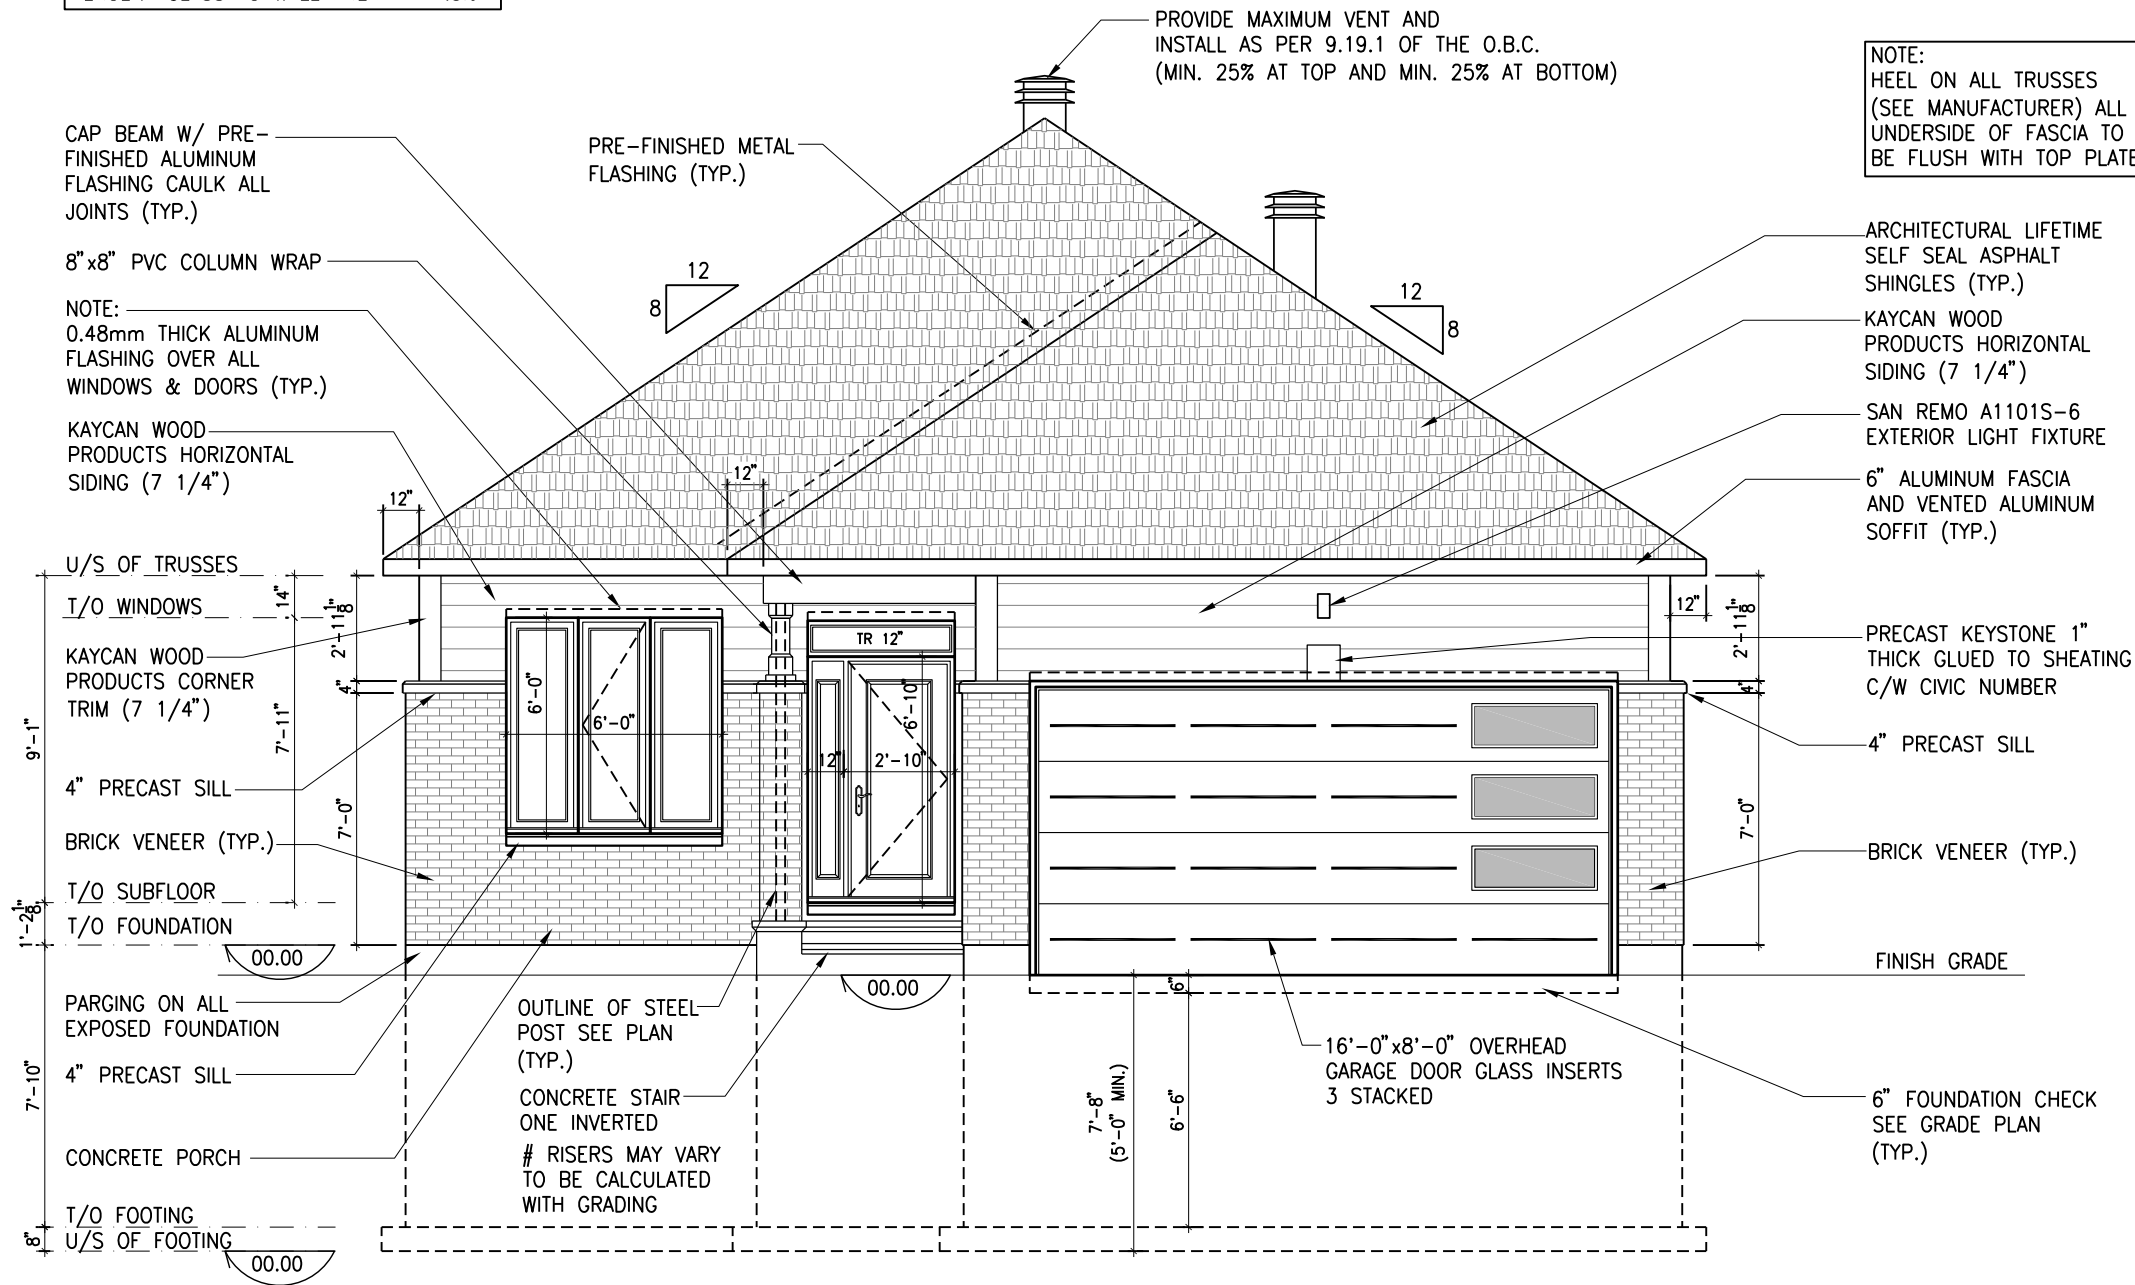 PROVIDE MAXIMUM VENT AND
INSTALL AS PER 9.19.1 OF THE O.B.C.
(MIN. 25% AT TOP AND MIN. 25% AT BOTTOM)
NOTE:
HEEL ON ALL TRUSSES
(SEE MANUFACTURER) ALL
UNDERSIDE OF FASCIA TO
BE FLUSH WITH TOP PLATE
CAP BEAM W/ PRE-
FINISHED ALUMINUM
FLASHING CAULK ALL
JOINTS (TYP.)
PRE-FINISHED METAL
FLASHING (TYP.)
8"x8" PVC COLUMN WRAP
NOTE:
0.48mm THICK ALUMINUM
FLASHING OVER ALL
WINDOWS & DOORS (TYP.)
KAYCAN WOOD
PRODUCTS HORIZONTAL
SIDING (7 1/4")
12
8
12
8
ARCHITECTURAL LIFETIME
SELF SEAL ASPHALT
SHINGLES (TYP.)
KAYCAN WOOD
PRODUCTS HORIZONTAL
SIDING (7 1/4")
SAN REMO A1101S-6
EXTERIOR LIGHT FIXTURE
6" ALUMINUM FASCIA
AND VENTED ALUMINUM
SOFFIT (TYP.)
12"
12"
12"
U/S OF TRUSSES
T/O WINDOWS
14"
2'-11 1/8"
2'-11 1/8"
KAYCAN WOOD
PRODUCTS CORNER
TRIM (7 1/4")
4"
4"
7'-11"
9'-1"
7'-0"
7'-0"
TR 12"
6'-0"
6'-0"
6'-10"
12"
2'-10"
PRECAST KEYSTONE 1"
THICK GLUED TO SHEATING
C/W CIVIC NUMBER
4" PRECAST SILL
4" PRECAST SILL
BRICK VENEER (TYP.)
BRICK VENEER (TYP.)
T/O SUBFLOOR
1'-2 1/8"
T/O FOUNDATION
00.00
00.00
FINISH GRADE
PARGING ON ALL
EXPOSED FOUNDATION
4" PRECAST SILL
OUTLINE OF STEEL
POST SEE PLAN
(TYP.)
CONCRETE STAIR
ONE INVERTED
# RISERS MAY VARY
TO BE CALCULATED
WITH GRADING
6"
16'-0"x8'-0" OVERHEAD
GARAGE DOOR GLASS INSERTS
3 STACKED
7'-8"
(5'-0" MIN.)
6'-6"
6" FOUNDATION CHECK
SEE GRADE PLAN
(TYP.)
7'-10"
CONCRETE PORCH
T/O FOOTING
U/S OF FOOTING
8"
00.00